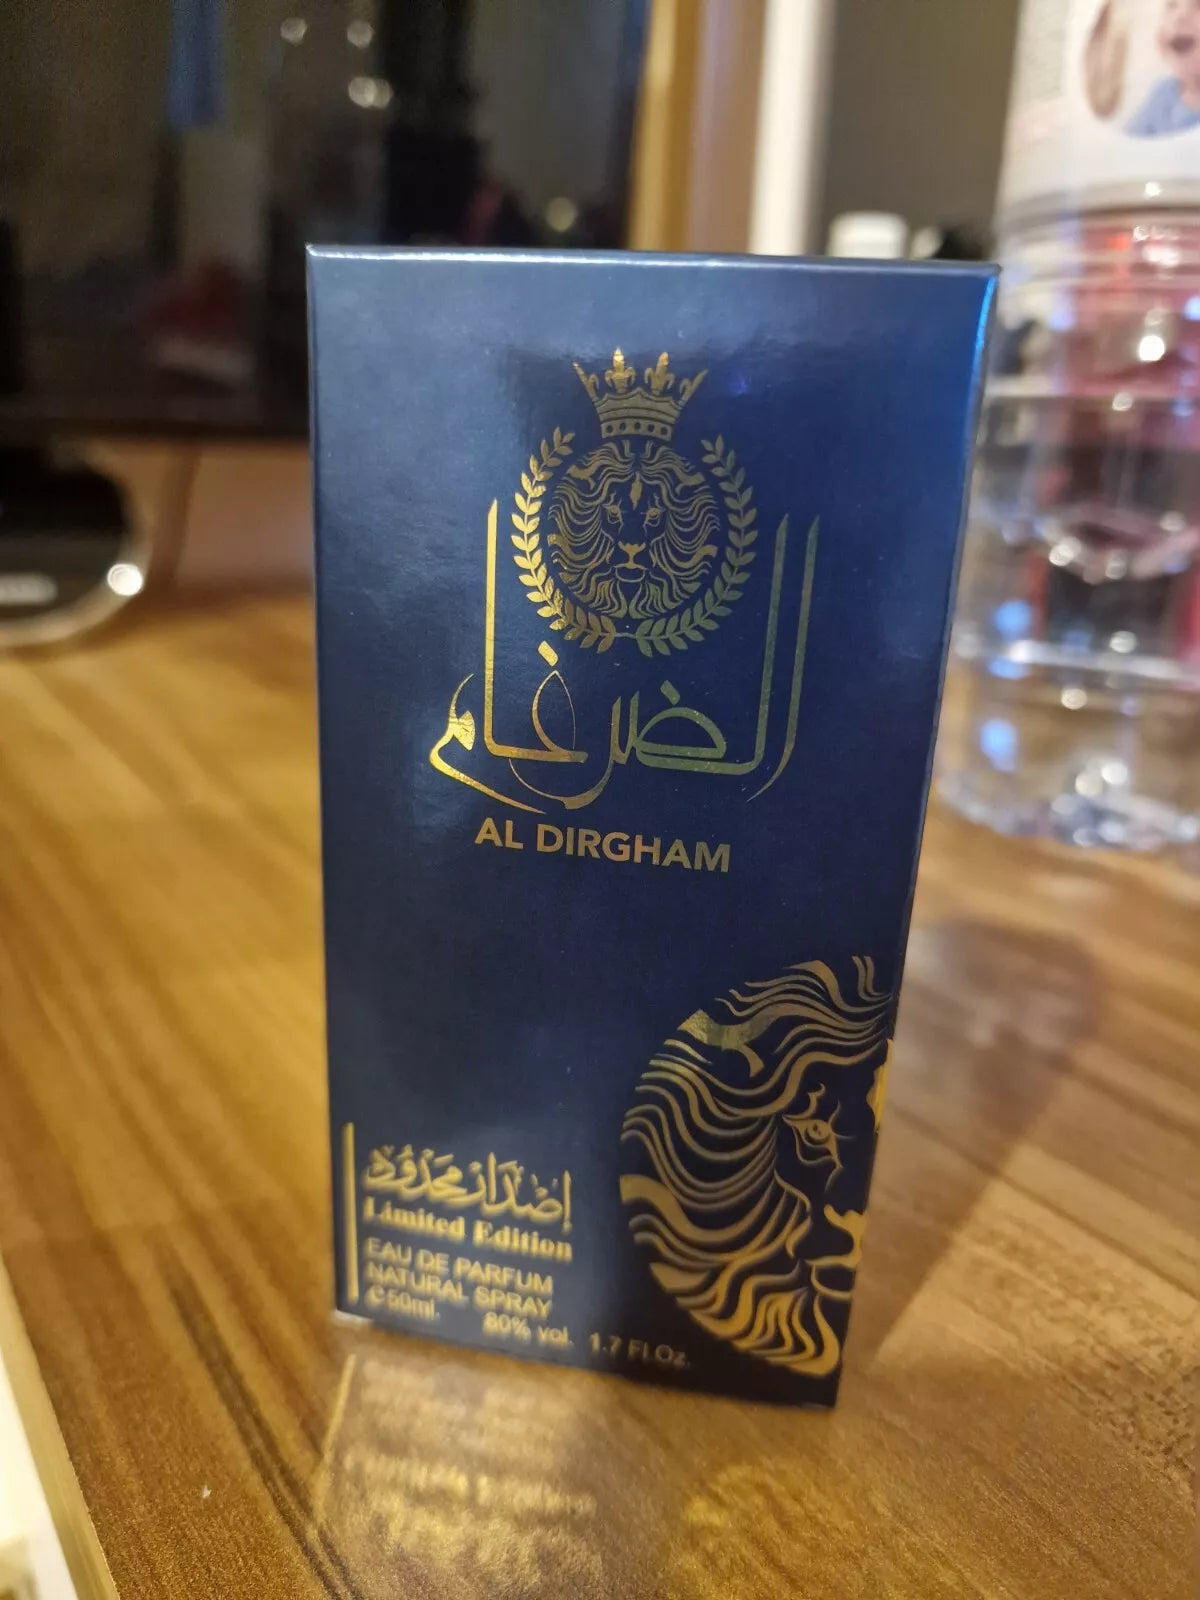 الضرغام
AL DIRGHAM
إصدار محدود
Limited Edition
EAU DE PARFUM
NATURAL SPRAY
℮50ml. 80% vol. 1.7 Fl.Oz.